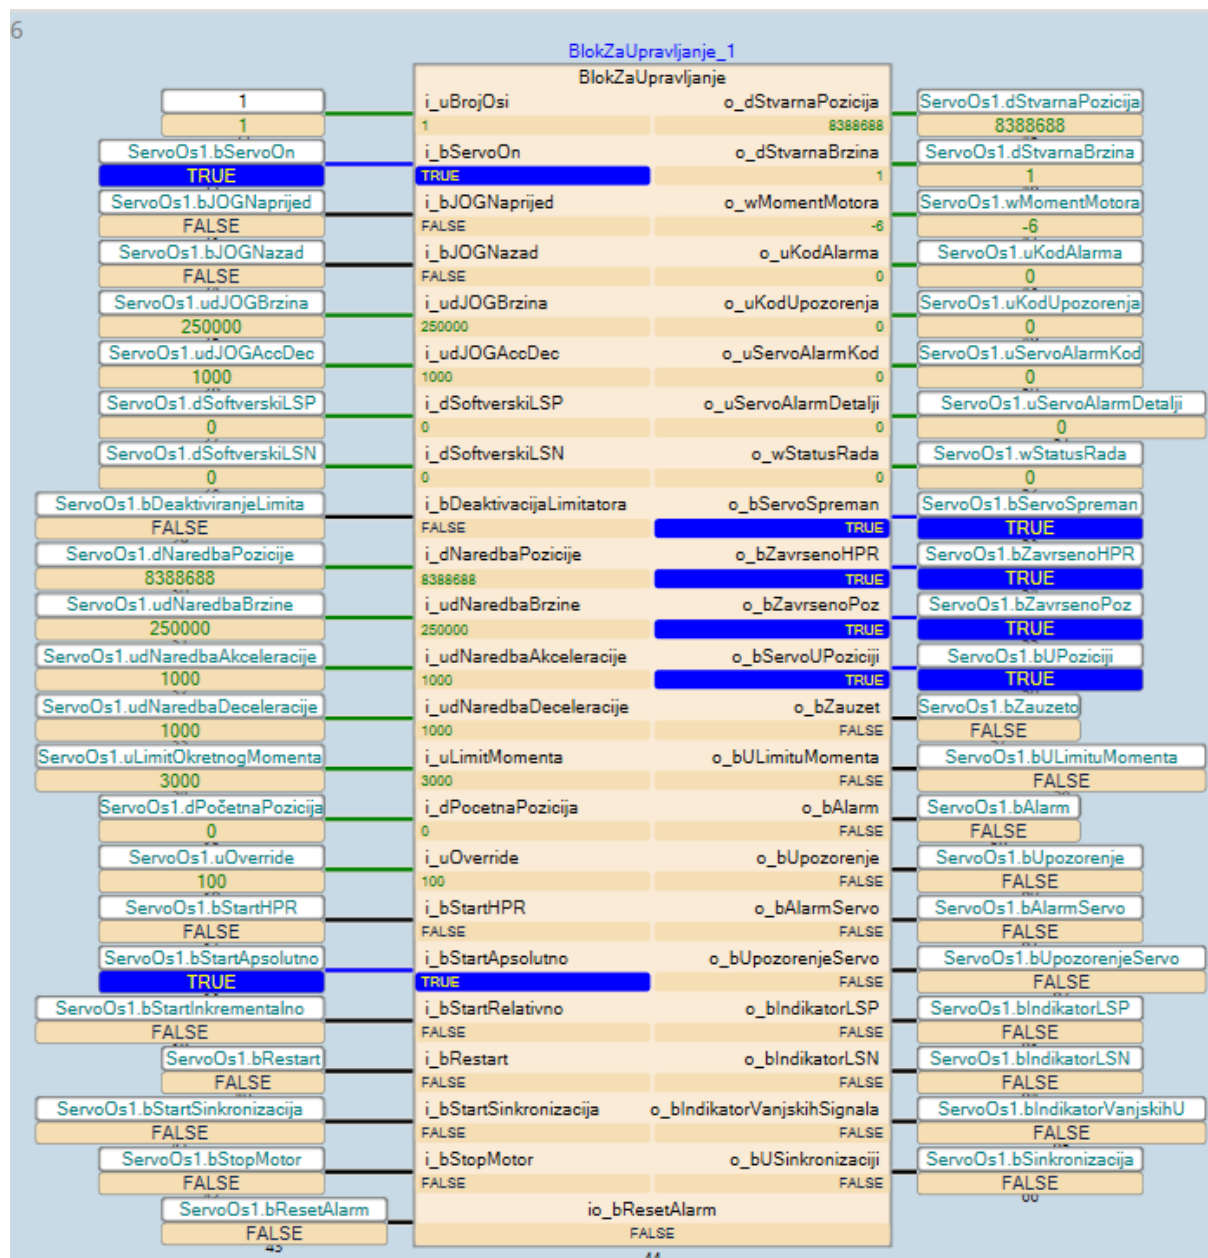 6
BlokZaUpravljanje_1
BlokZaUpravljanje
1 i_uBrojOsi o_dStvarnaPozicija ServoOs1.dStvarnaPozicija
1 1 8388688 8388688
ServoOs1.bServoOn i_bServoOn o_dStvarnaBrzina ServoOs1.dStvarnaBrzina
TRUE TRUE 1 1
ServoOs1.bJOGNaprijed i_bJOGNaprijed o_wMomentMotora ServoOs1.wMomentMotora
FALSE FALSE -6 -6
ServoOs1.bJOGNazad i_bJOGNazad o_uKodAlarma ServoOs1.uKodAlarma
FALSE FALSE 0 0
ServoOs1.udJOGBrzina i_udJOGBrzina o_uKodUpozorenja ServoOs1.uKodUpozorenja
250000 250000 0 0
ServoOs1.udJOGAccDec i_udJOGAccDec o_uServoAlarmKod ServoOs1.uServoAlarmKod
1000 1000 0 0
ServoOs1.dSoftverskiLSP i_dSoftverskiLSP o_uServoAlarmDetalji ServoOs1.uServoAlarmDetalji
0 0 0 0
ServoOs1.dSoftverskiLSN i_dSoftverskiLSN o_wStatusRada ServoOs1.wStatusRada
0 0 0 0
ServoOs1.bDeaktiviranjeLimita i_bDeaktivacijaLimitatora o_bServoSpreman ServoOs1.bServoSpreman
FALSE FALSE TRUE TRUE
ServoOs1.dNaredbaPozicije i_dNaredbaPozicije o_bZavrsenoHPR ServoOs1.bZavrsenoHPR
8388688 8388688 TRUE TRUE
ServoOs1.udNaredbaBrzine i_udNaredbaBrzine o_bZavrsenoPoz ServoOs1.bZavrsenoPoz
250000 250000 TRUE TRUE
ServoOs1.udNaredbaAkceleracije i_udNaredbaAkceleracije o_bServoUPoziciji ServoOs1.bUPoziciji
1000 1000 TRUE TRUE
ServoOs1.udNaredbaDeceleracije i_udNaredbaDeceleracije o_bZauzet ServoOs1.bZauzeto
1000 1000 FALSE FALSE
ServoOs1.uLimitOkretnogMomenta i_uLimitMomenta o_bULimituMomenta ServoOs1.bULimituMomenta
3000 3000 FALSE FALSE
ServoOs1.dPočetnaPozicija i_dPocetnaPozicija o_bAlarm ServoOs1.bAlarm
0 0 FALSE FALSE
ServoOs1.uOverride i_uOverride o_bUpozorenje ServoOs1.bUpozorenje
100 100 FALSE FALSE
ServoOs1.bStartHPR i_bStartHPR o_bAlarmServo ServoOs1.bAlarmServo
FALSE FALSE FALSE FALSE
ServoOs1.bStartApsolutno i_bStartApsolutno o_bUpozorenjeServo ServoOs1.bUpozorenjeServo
TRUE TRUE FALSE FALSE
ServoOs1.bStartInkrementalno i_bStartRelativno o_bIndikatorLSP ServoOs1.bIndikatorLSP
FALSE FALSE FALSE FALSE
ServoOs1.bRestart i_bRestart o_bIndikatorLSN ServoOs1.bIndikatorLSN
FALSE FALSE FALSE FALSE
ServoOs1.bStartSinkronizacija i_bStartSinkronizacija o_bIndikatorVanjskihSignala ServoOs1.bIndikatorVanjskihU
FALSE FALSE FALSE FALSE
ServoOs1.bStopMotor i_bStopMotor o_bUSinkronizaciji ServoOs1.bSinkronizacija
FALSE FALSE FALSE FALSE
ServoOs1.bResetAlarm io_bResetAlarm
FALSE FALSE